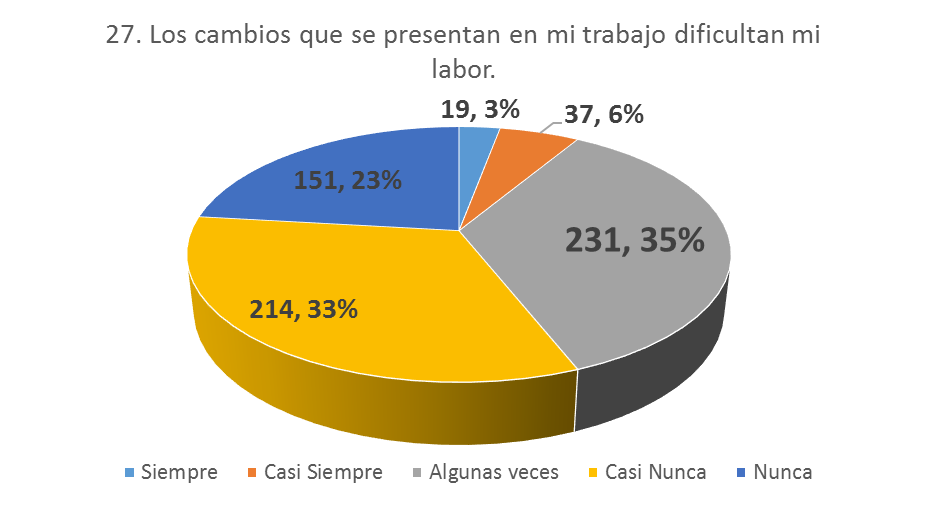 27. Los cambios que se presentan en mi trabajo dificultan mi
labor.
19, 3%
37, 6%
151, 23%
231, 35%
214, 33%
Siempre Casi Siempre Algunas veces Casi Nunca Nunca